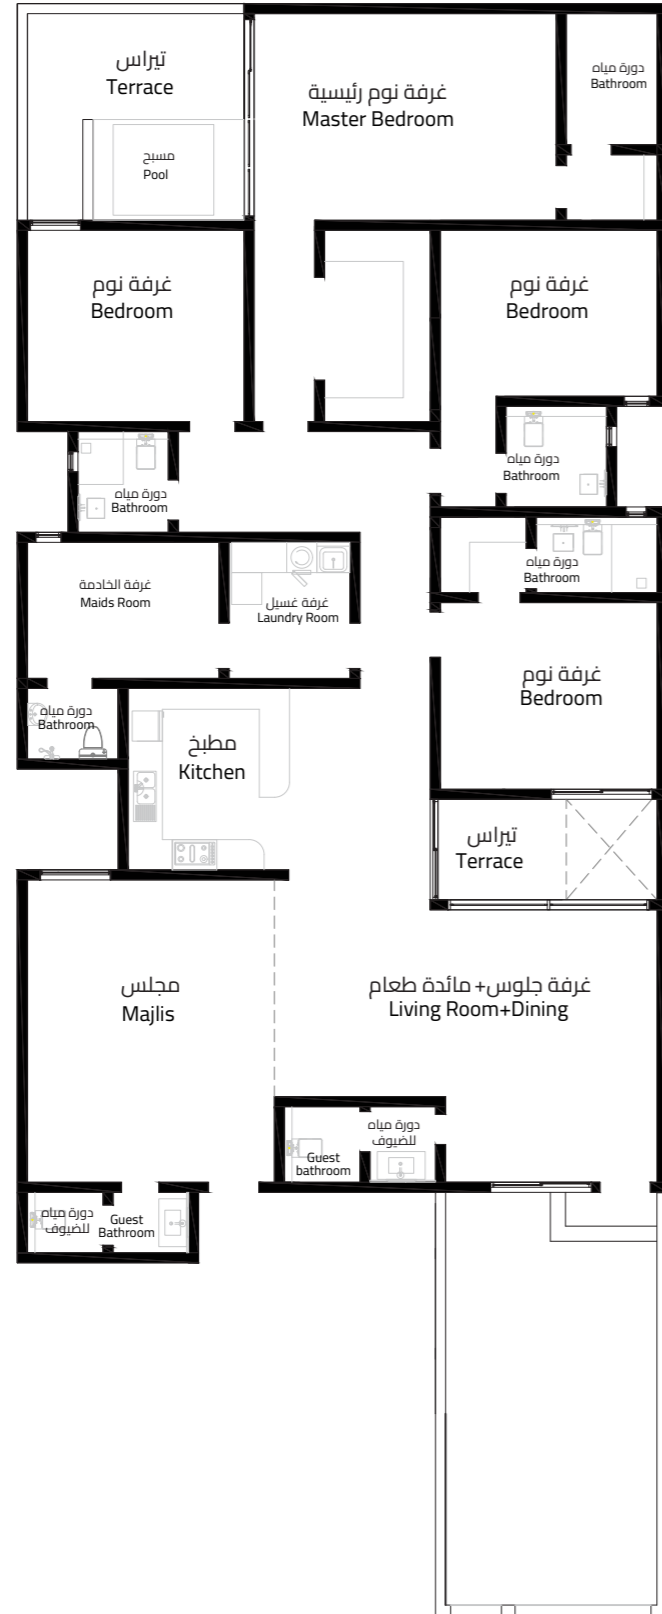 تيراس
Terrace
غرفة نوم رئيسية
Master Bedroom
دورة مياه
Bathroom
مسبح
Pool
غرفة نوم
Bedroom
غرفة نوم
Bedroom
دورة مياه
Bathroom
دورة مياه
Bathroom
دورة مياه
Bathroom
غرفة الخادمة
Maids Room
غرفة غسيل
Laundry Room
غرفة نوم
Bedroom
دورة مياه
Bathroom
مطبخ
Kitchen
تيراس
Terrace
مجلس
Majlis
غرفة جلوس+ مائدة طعام
Living Room+Dining
دورة مياه
للضيوف
Guest
bathroom
دورة مياه
للضيوف
Guest
Bathroom